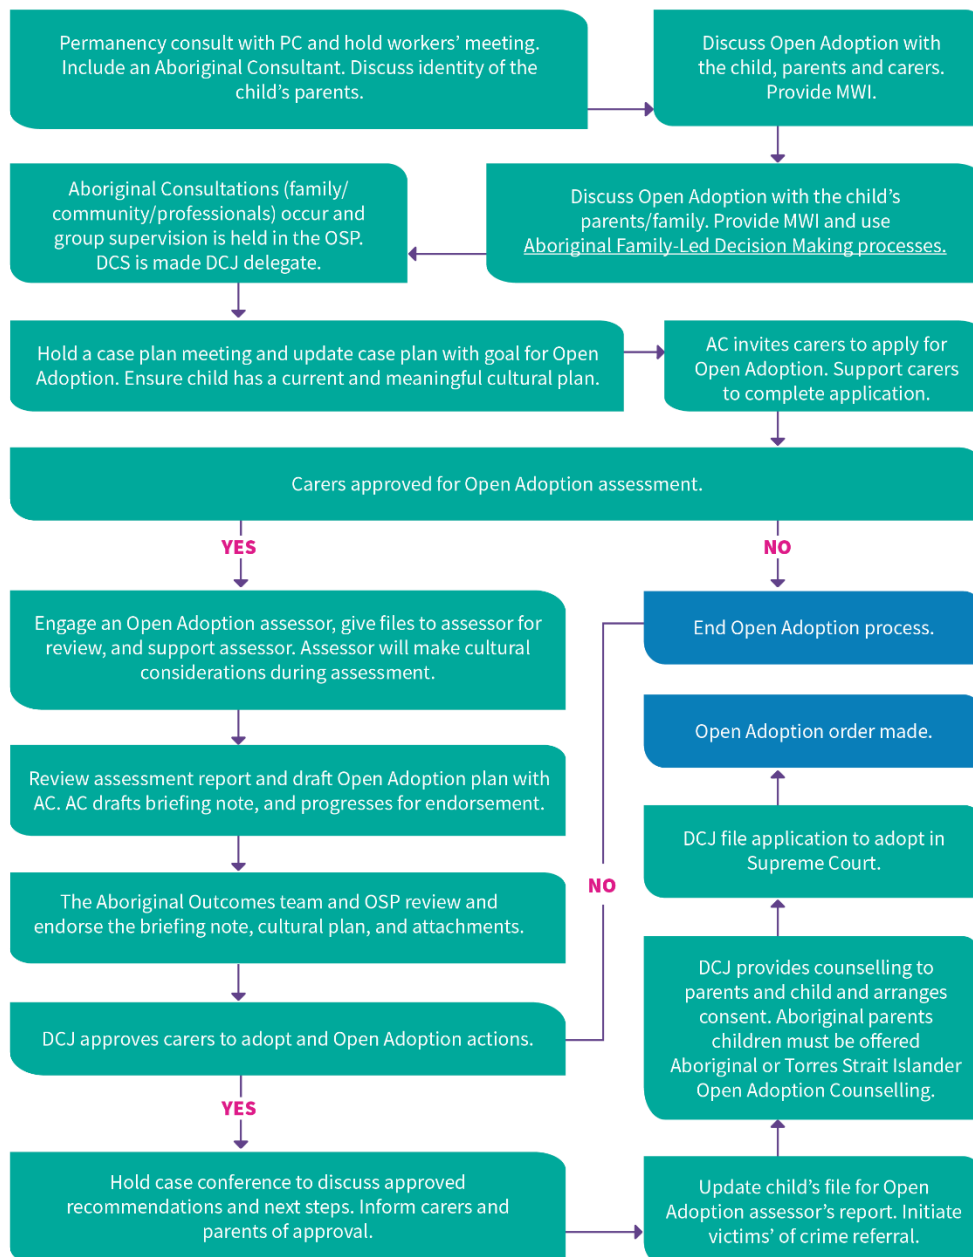 Permanency consult with PC and hold workers’ meeting.
Include an Aboriginal Consultant. Discuss identity of the
child’s parents.
Discuss Open Adoption with
the child, parents and carers.
Provide MWI.
Discuss Open Adoption with the child’s
parents/family. Provide MWI and use
Aboriginal Family-Led Decision Making processes.
Aboriginal Consultations (family/
community/professionals) occur and
group supervision is held in the OSP.
DCS is made DCJ delegate.
Hold a case plan meeting and update case plan with goal for Open
Adoption. Ensure child has a current and meaningful cultural plan.
AC invites carers to apply for
Open Adoption. Support carers
to complete application.
Carers approved for Open Adoption assessment.
YES
NO
Engage an Open Adoption assessor, give files to assessor for
review, and support assessor. Assessor will make cultural
considerations during assessment.
End Open Adoption process.
Review assessment report and draft Open Adoption plan with
AC. AC drafts briefing note, and progresses for endorsement.
The Aboriginal Outcomes team and OSP review and
endorse the briefing note, cultural plan, and attachments.
DCJ approves carers to adopt and Open Adoption actions.
NO
YES
Hold case conference to discuss approved
recommendations and next steps. Inform carers and
parents of approval.
Update child’s file for Open
Adoption assessor’s report. Initiate
victims’ of crime referral.
DCJ provides counselling to
parents and child and arranges
consent. Aboriginal parents
children must be offered
Aboriginal or Torres Strait Islander
Open Adoption Counselling.
DCJ file application to adopt in
Supreme Court.
Open Adoption order made.